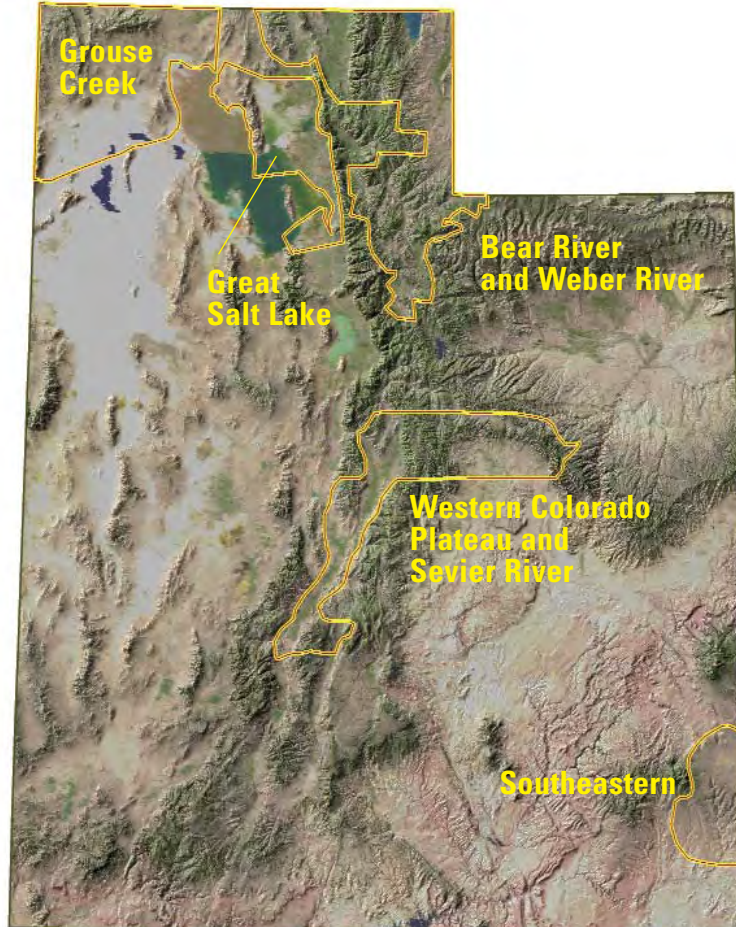 Grouse
Creek
Great
Salt Lake
Bear River
and Weber River
Western Colorado
Plateau and
Sevier River
Southeastern